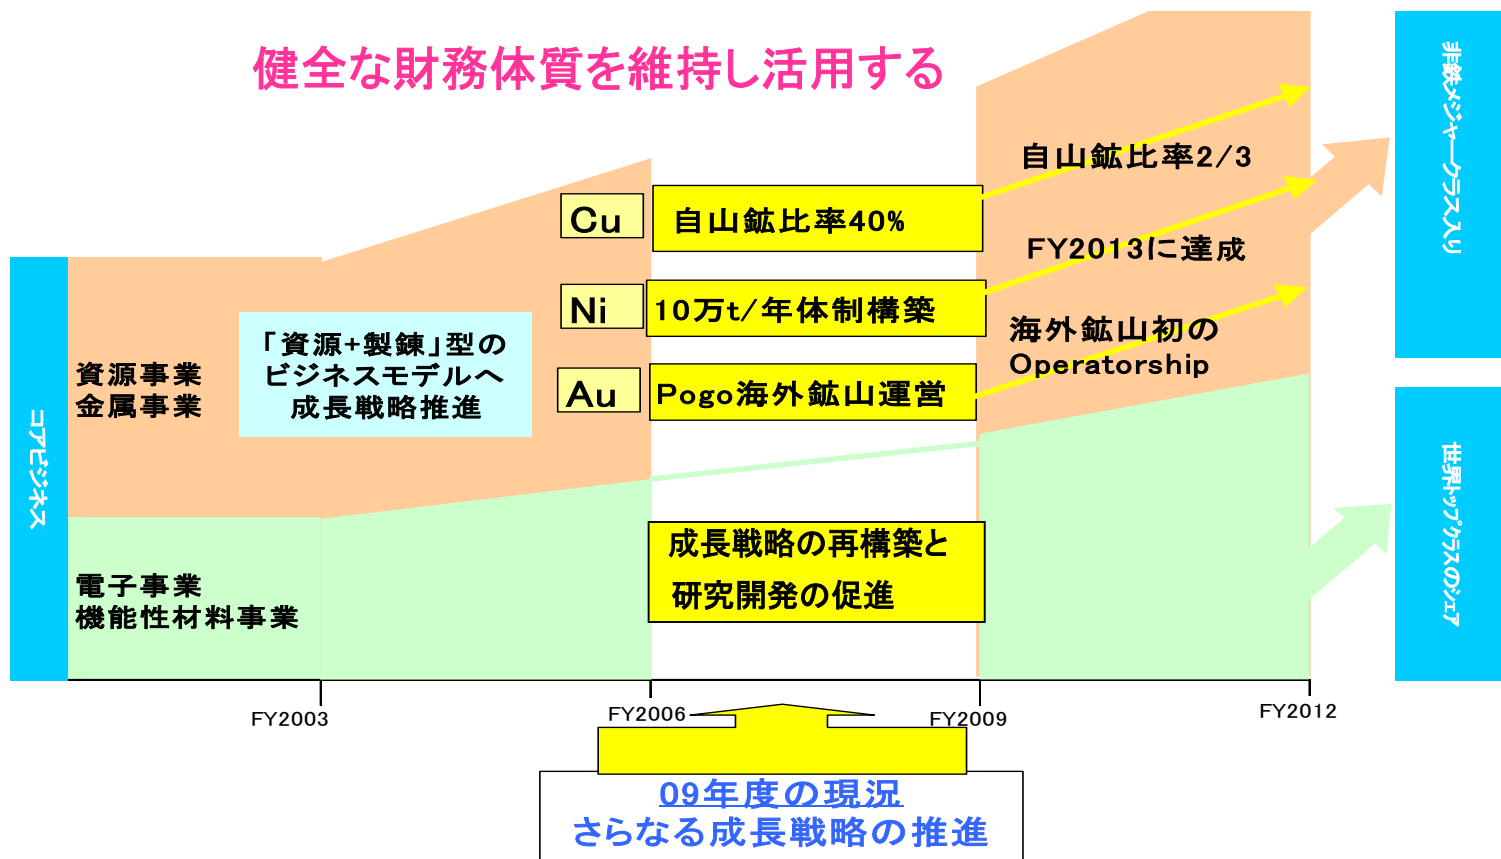 健全な財務体質を維持し活用する
非鉄メジャークラス入り
自山鉱比率2/3
Cu
自山鉱比率40%
FY2013に達成
Ni
10万t/年体制構築
海外鉱山初の
Operatorship
「資源+製錬」型の
ビジネスモデルへ
成長戦略推進
資源事業
金属事業
Au
Pogo海外鉱山運営
コアビジネス
世界トップクラスのシェア
成長戦略の再構築と
研究開発の促進
電子事業
機能性材料事業
FY2003
FY2006
FY2009
FY2012
09年度の現況
さらなる成長戦略の推進